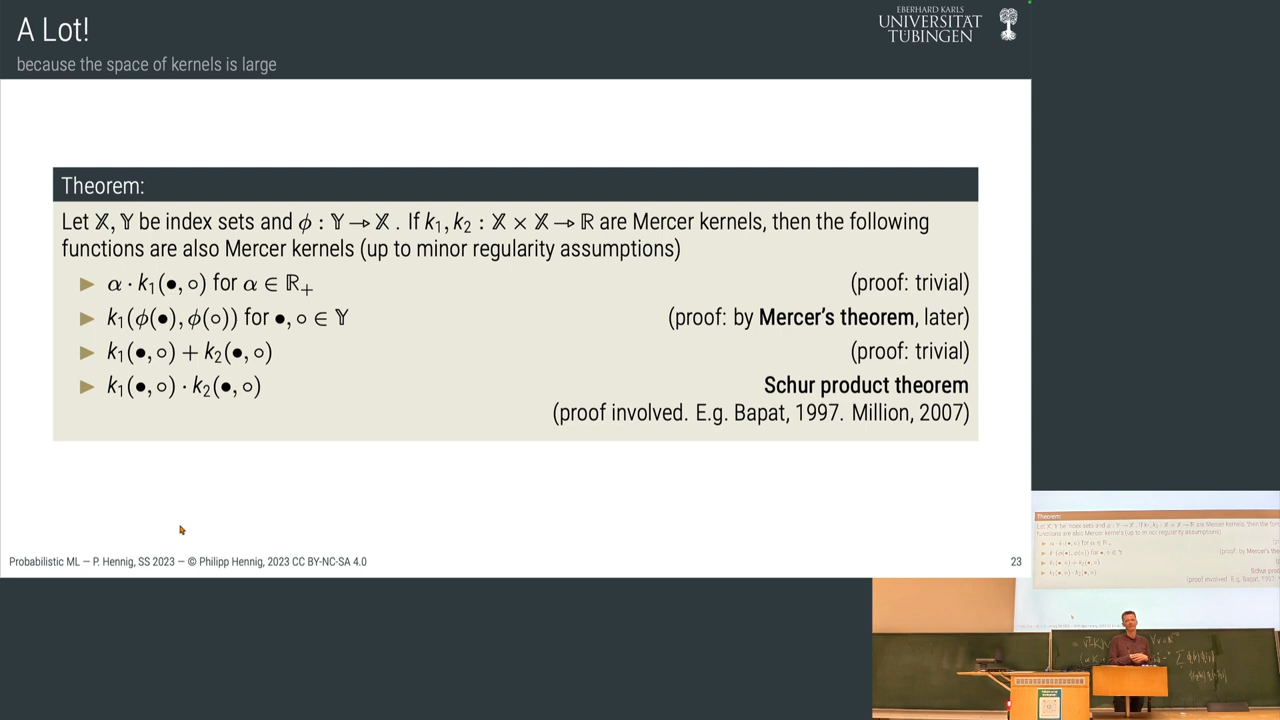 A Lot!
because the space of kernels is large
EBERHARD KARLS
UNIVERSITÄT
TÜBINGEN
Theorem:
Let 𝕏, 𝕐 be index sets and ϕ : 𝕐 → 𝕏 . If k₁, k₂ : 𝕏 × 𝕏 → ℝ are Mercer kernels, then the following
functions are also Mercer kernels (up to minor regularity assumptions)
▶ α · k₁(•, ◦) for α ∈ ℝ₊ (proof: trivial)
▶ k₁(ϕ(•), ϕ(◦)) for •, ◦ ∈ 𝕐 (proof: by Mercer's theorem, later)
▶ k₁(•, ◦) + k₂(•, ◦) (proof: trivial)
▶ k₁(•, ◦) · k₂(•, ◦) Schur product theorem
(proof involved. E.g. Bapat, 1997. Million, 2007)
Probabilistic ML — P. Hennig, SS 2023 — © Philipp Hennig, 2023 CC BY-NC-SA 4.0 23